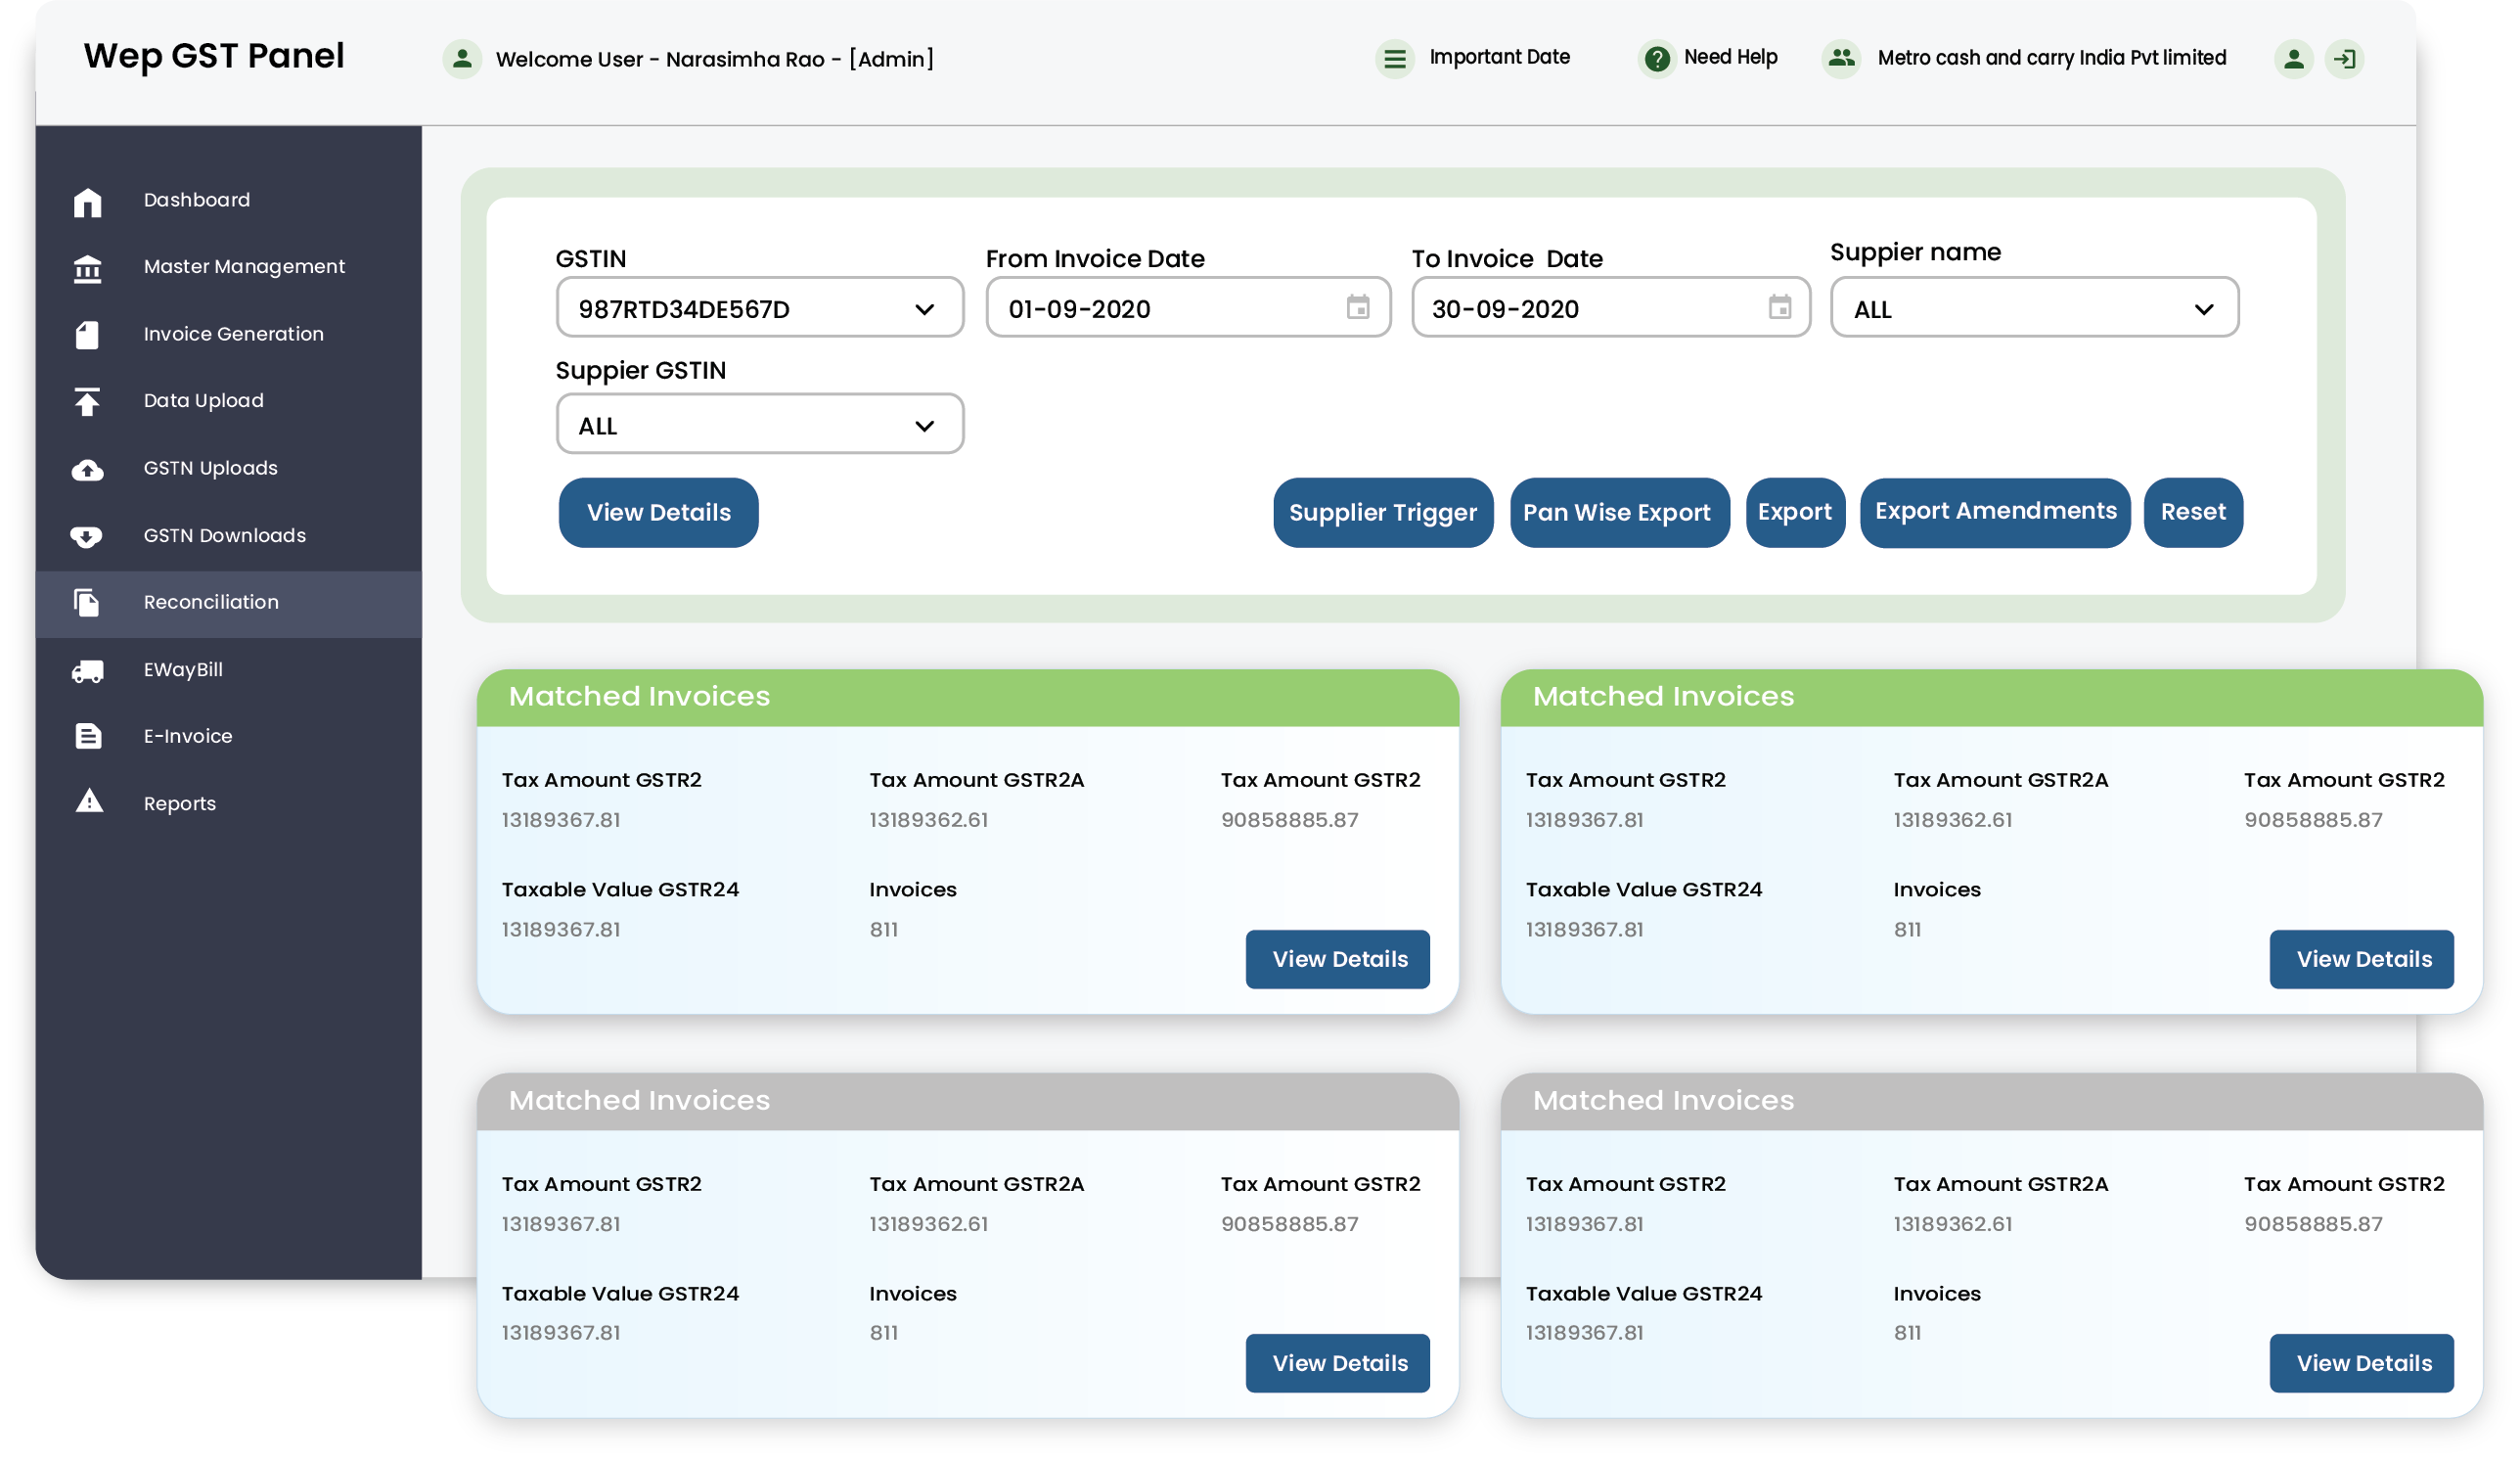 Wep GST Panel
Welcome User - Narasimha Rao - [Admin]
Important Date
Need Help
Metro cash and carry India Pvt limited
Dashboard
Master Management
Invoice Generation
Data Upload
GSTN Uploads
GSTN Downloads
Reconciliation
EWayBill
E-Invoice
Reports
GSTIN
987RTD34DE567D
From Invoice Date
01-09-2020
To Invoice Date
30-09-2020
Suppier name
ALL
Suppier GSTIN
ALL
View Details
Supplier Trigger
Pan Wise Export
Export
Export Amendments
Reset
Matched Invoices
Tax Amount GSTR2
13189367.81
Tax Amount GSTR2A
13189362.61
Tax Amount GSTR2
90858885.87
Taxable Value GSTR24
13189367.81
Invoices
811
View Details
Matched Invoices
Tax Amount GSTR2
13189367.81
Tax Amount GSTR2A
13189362.61
Tax Amount GSTR2
90858885.87
Taxable Value GSTR24
13189367.81
Invoices
811
View Details
Matched Invoices
Tax Amount GSTR2
13189367.81
Tax Amount GSTR2A
13189362.61
Tax Amount GSTR2
90858885.87
Taxable Value GSTR24
13189367.81
Invoices
811
View Details
Matched Invoices
Tax Amount GSTR2
13189367.81
Tax Amount GSTR2A
13189362.61
Tax Amount GSTR2
90858885.87
Taxable Value GSTR24
13189367.81
Invoices
811
View Details